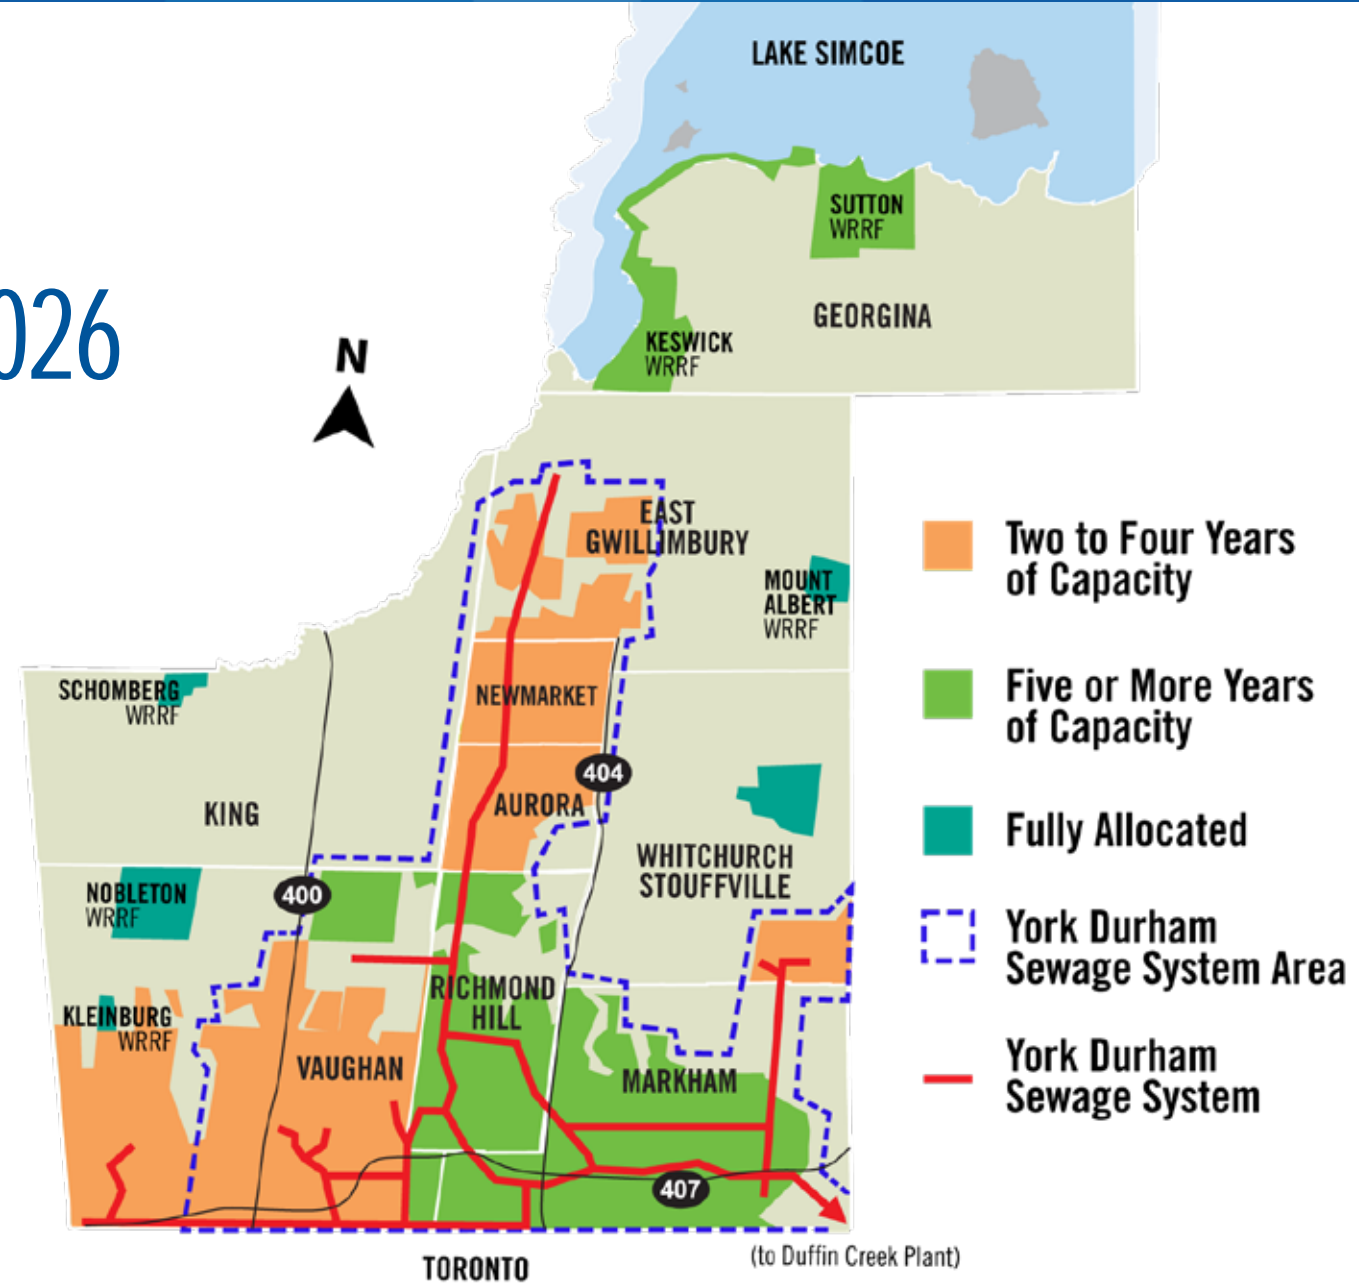 LAKE SIMCOE
SUTTON
WRRF
GEORGINA
026
N
KESWICK
WRRF
EAST
GWILLIMBURY
MOUNT
ALBERT
WRRF
SCHOMBERG
WRRF
NEWMARKET
404
KING
AURORA
WHITCHURCH
STOUFFVILLE
NOBLETON
WRRF
400
RICHMOND
HILL
KLEINBURG
WRRF
VAUGHAN
MARKHAM
407
TORONTO
(to Duffin Creek Plant)
Two to Four Years
of Capacity
Five or More Years
of Capacity
Fully Allocated
York Durham
Sewage System Area
York Durham
Sewage System